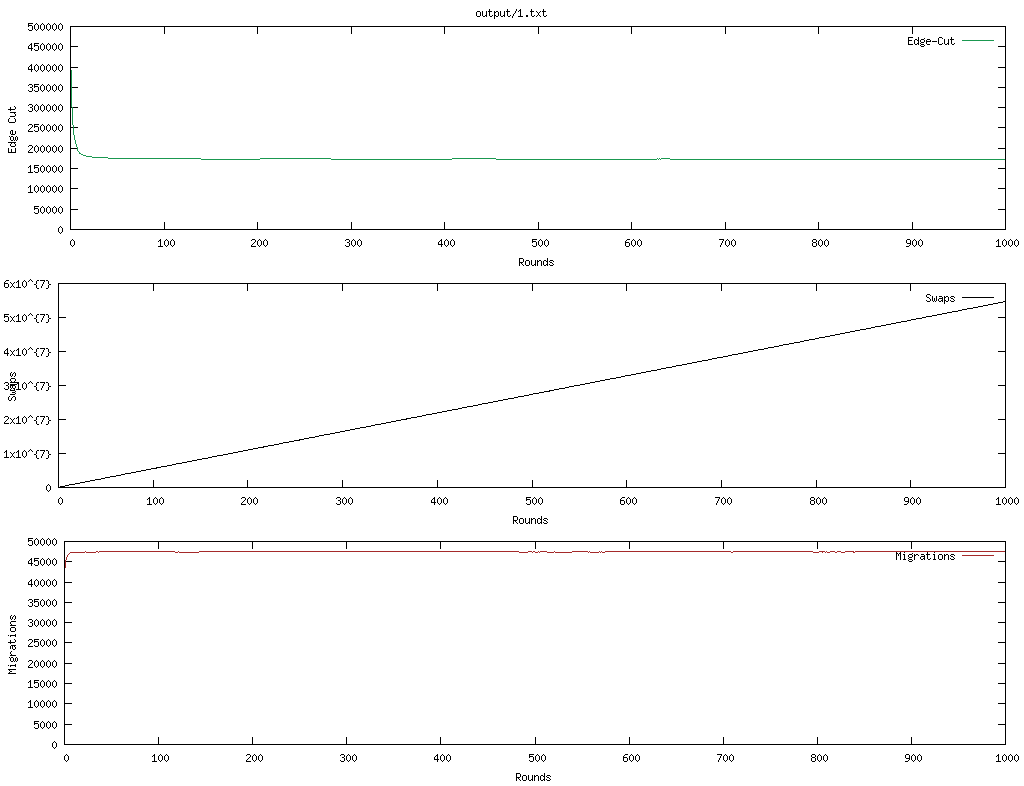 output/1.txt
500000
450000
400000
350000
300000
250000
200000
150000
100000
50000
0
Edge Cut
Edge-Cut
0 100 200 300 400 500 600 700 800 900 1000
Rounds
6x10^{7}
5x10^{7}
4x10^{7}
3x10^{7}
2x10^{7}
1x10^{7}
0
Swaps
Swaps
0 100 200 300 400 500 600 700 800 900 1000
Rounds
50000
45000
40000
35000
30000
25000
20000
15000
10000
5000
0
Migrations
Migrations
0 100 200 300 400 500 600 700 800 900 1000
Rounds